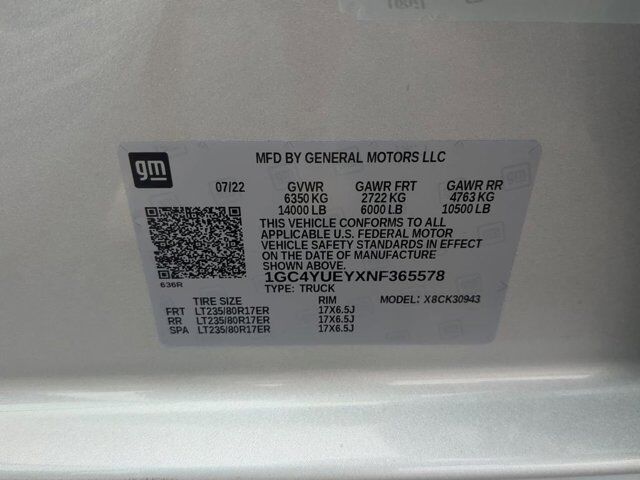 gm
MFD BY GENERAL MOTORS LLC
07/22 GVWR GAWR FRT GAWR RR
6350 KG 2722 KG 4763 KG
14000 LB 6000 LB 10500 LB
THIS VEHICLE CONFORMS TO ALL
APPLICABLE U.S. FEDERAL MOTOR
VEHICLE SAFETY STANDARDS IN EFFECT
ON THE DATE OF MANUFACTURE
SHOWN ABOVE.
1GC4YUEYXNF365578
636R
TYPE: TRUCK
TIRE SIZE RIM MODEL: X8CK30943
FRT LT235/80R17ER 17X6.5J
RR LT235/80R17ER 17X6.5J
SPA LT235/80R17ER 17X6.5J